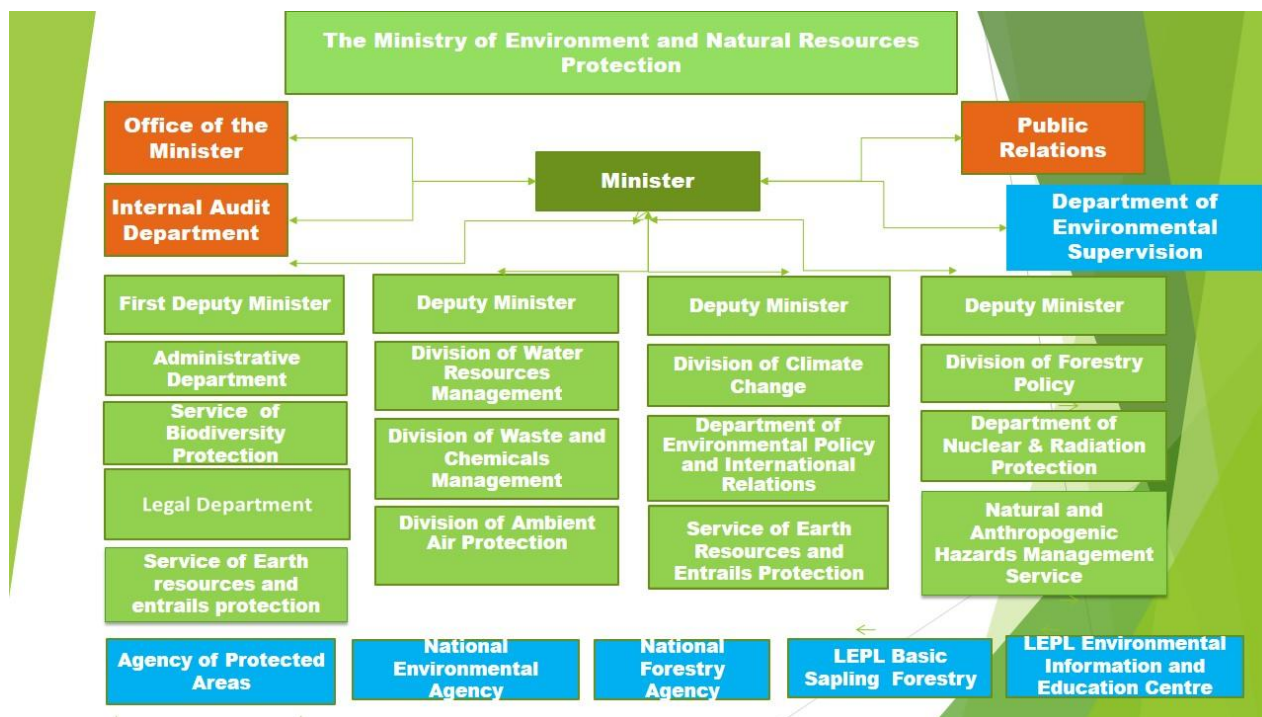 The Ministry of Environment and Natural Resources
Protection
Office of the
Minister
Public
Relations
Minister
Internal Audit
Department
Department of
Environmental
Supervision
First Deputy Minister
Deputy Minister
Deputy Minister
Deputy Minister
Administrative
Department
Division of Water
Resources
Management
Division of Climate
Change
Division of Forestry
Policy
Service of
Biodiversity
Protection
Division of Waste and
Chemicals
Management
Department of
Environmental Policy
and International
Relations
Department of
Nuclear & Radiation
Protection
Legal Department
Division of Ambient
Air Protection
Service of Earth
Resources and
Entrails Protection
Natural and
Anthropogenic
Hazards Management
Service
Service of Earth
resources and
entrails protection
Agency of Protected
Areas
National
Environmental
Agency
National
Forestry
Agency
LEPL Basic
Sapling Forestry
LEPL Environmental
Information and
Education Centre